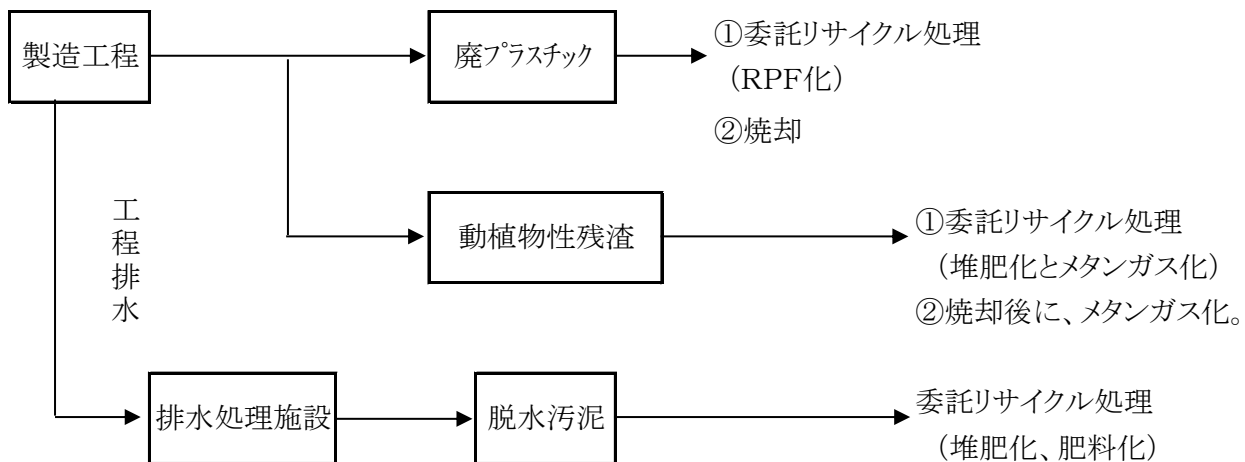 製造工程
廃プラスチック
①委託リサイクル処理
(RPF化)
②焼却
工程排水
動植物性残渣
①委託リサイクル処理
(堆肥化とメタンガス化)
②焼却後に、メタンガス化。
排水処理施設
脱水汚泥
委託リサイクル処理
(堆肥化、肥料化)